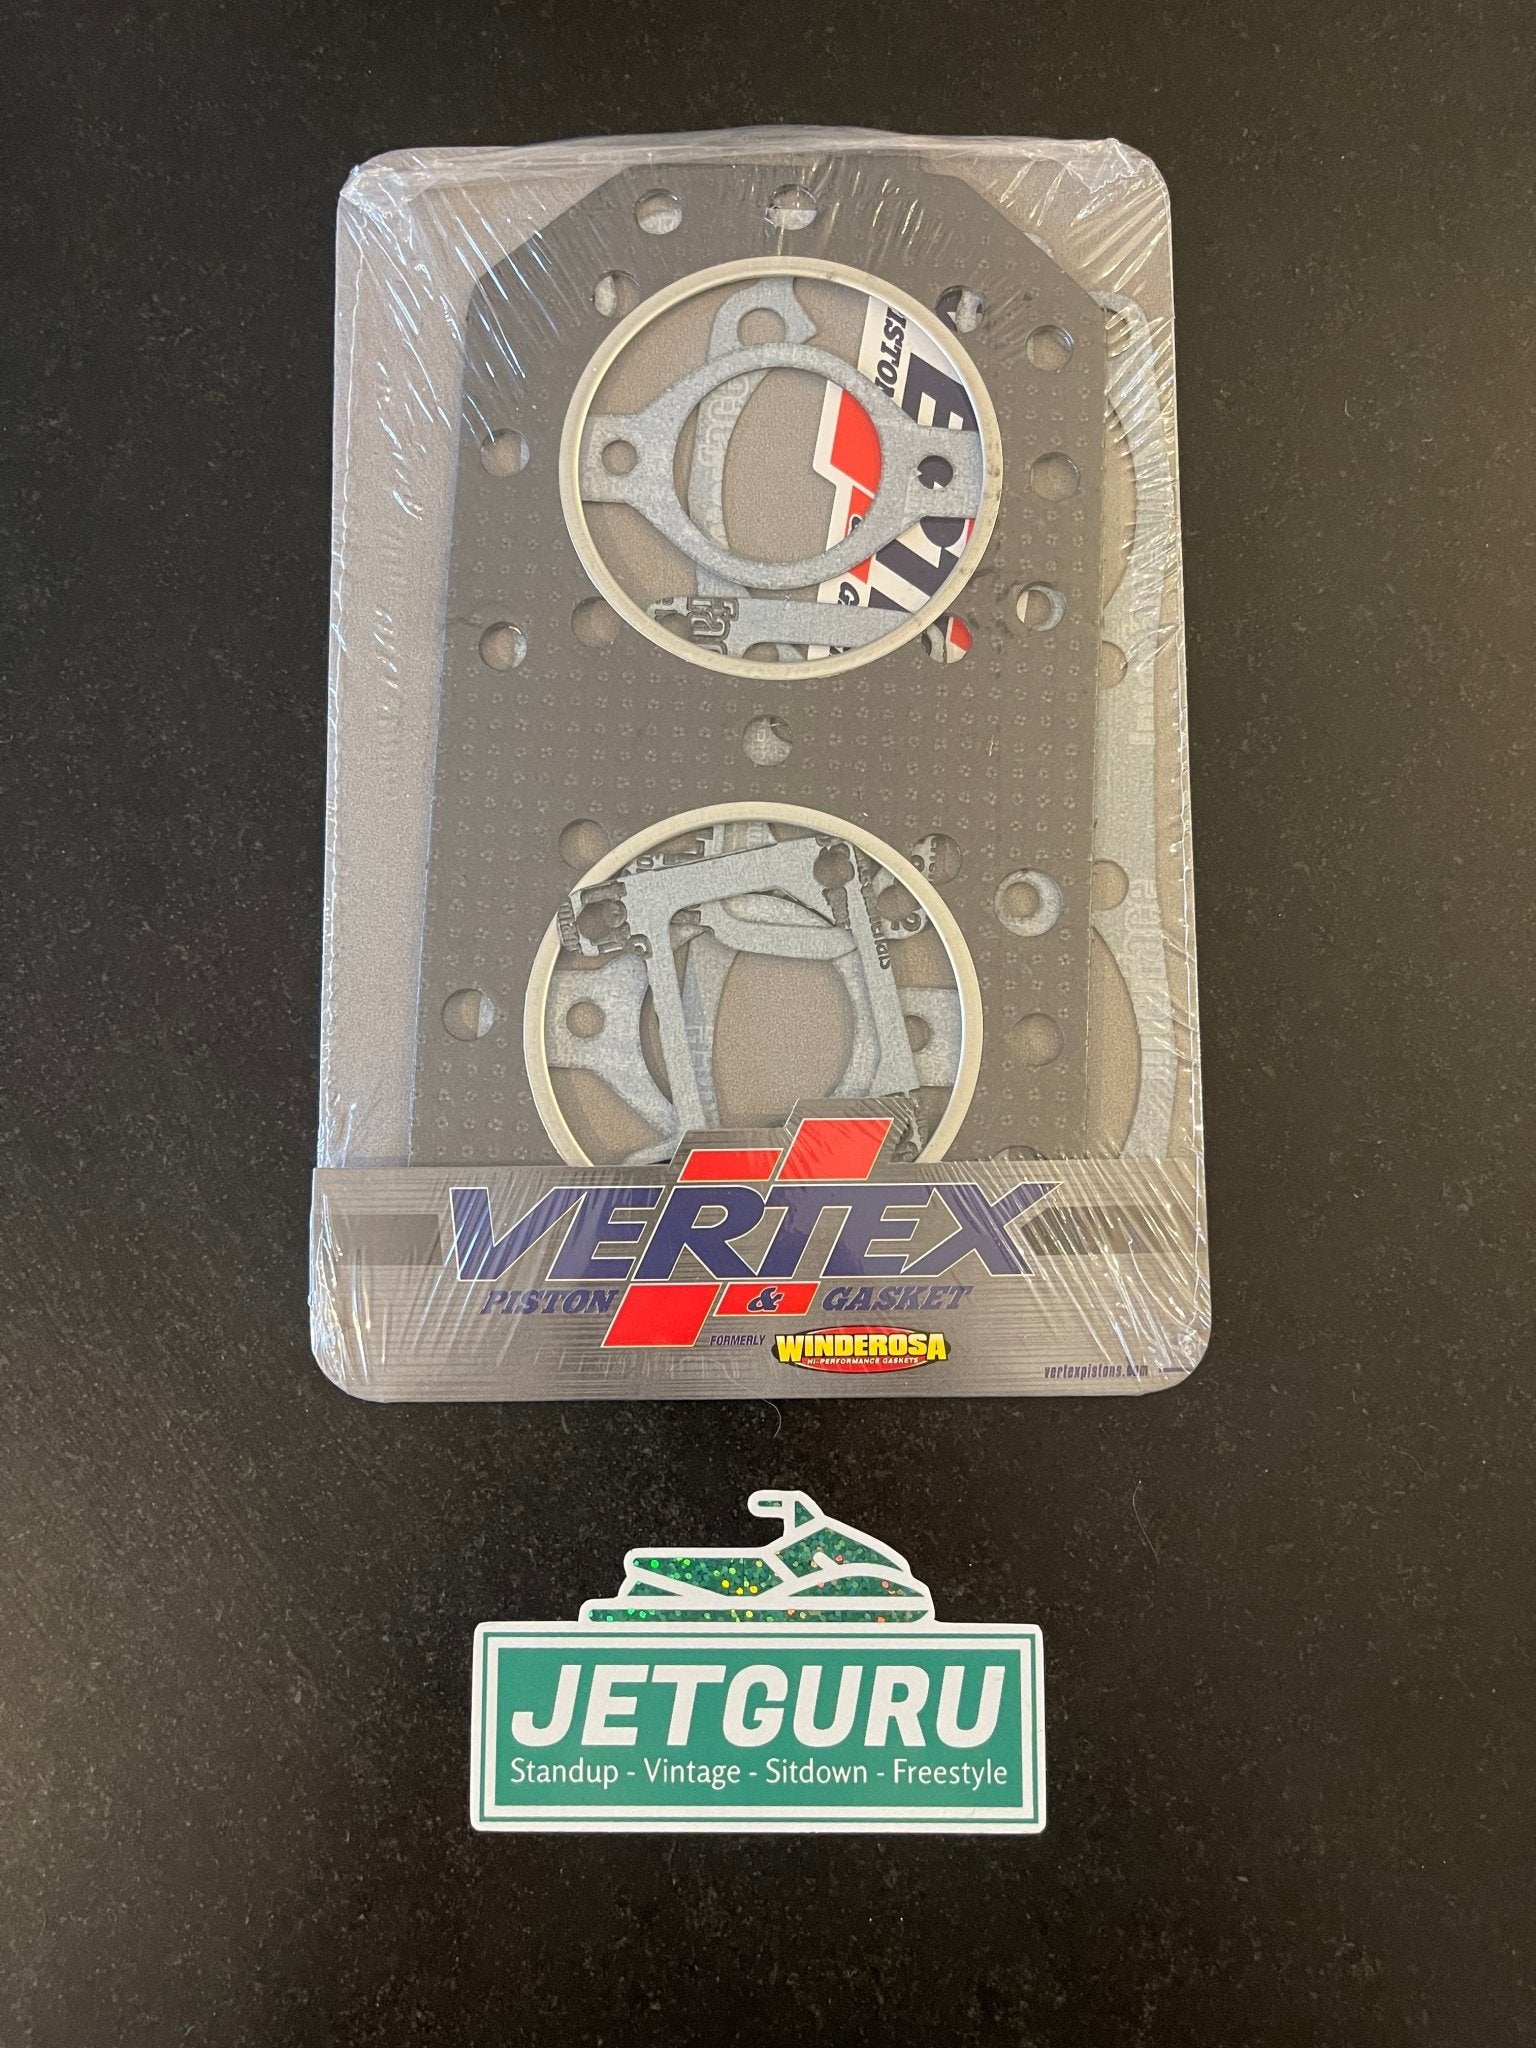 VERTEX
PISTON & GASKET
FORMERLY WINDEROSA
HI-PERFORMANCE GASKETS
vertexpistons.com
JETGURU
Standup - Vintage - Sitdown - Freestyle